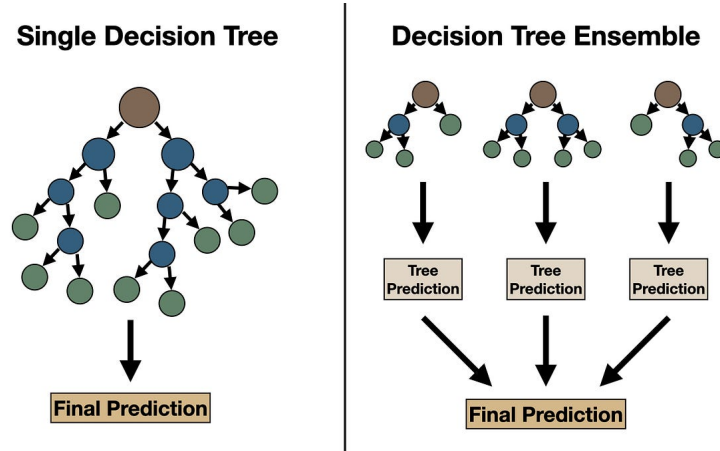 Single Decision Tree
Final Prediction
Decision Tree Ensemble
Tree
Prediction
Tree
Prediction
Tree
Prediction
Final Prediction